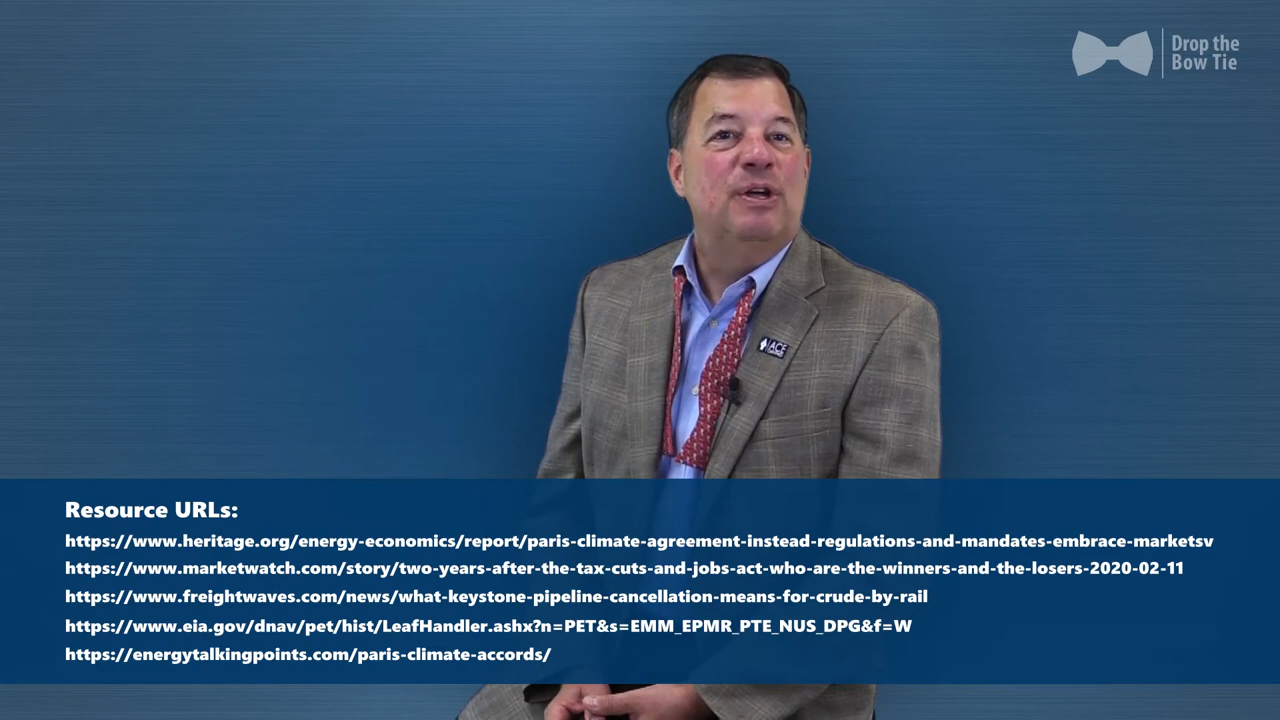 Drop the
Bow Tie
ACE
Resource URLs:
https://www.heritage.org/energy-economics/report/paris-climate-agreement-instead-regulations-and-mandates-embrace-marketsv
https://www.marketwatch.com/story/two-years-after-the-tax-cuts-and-jobs-act-who-are-the-winners-and-the-losers-2020-02-11
https://www.freightwaves.com/news/what-keystone-pipeline-cancellation-means-for-crude-by-rail
https://www.eia.gov/dnav/pet/hist/LeafHandler.ashx?n=PET&s=EMM_EPMR_PTE_NUS_DPG&f=W
https://energytalkingpoints.com/paris-climate-accords/